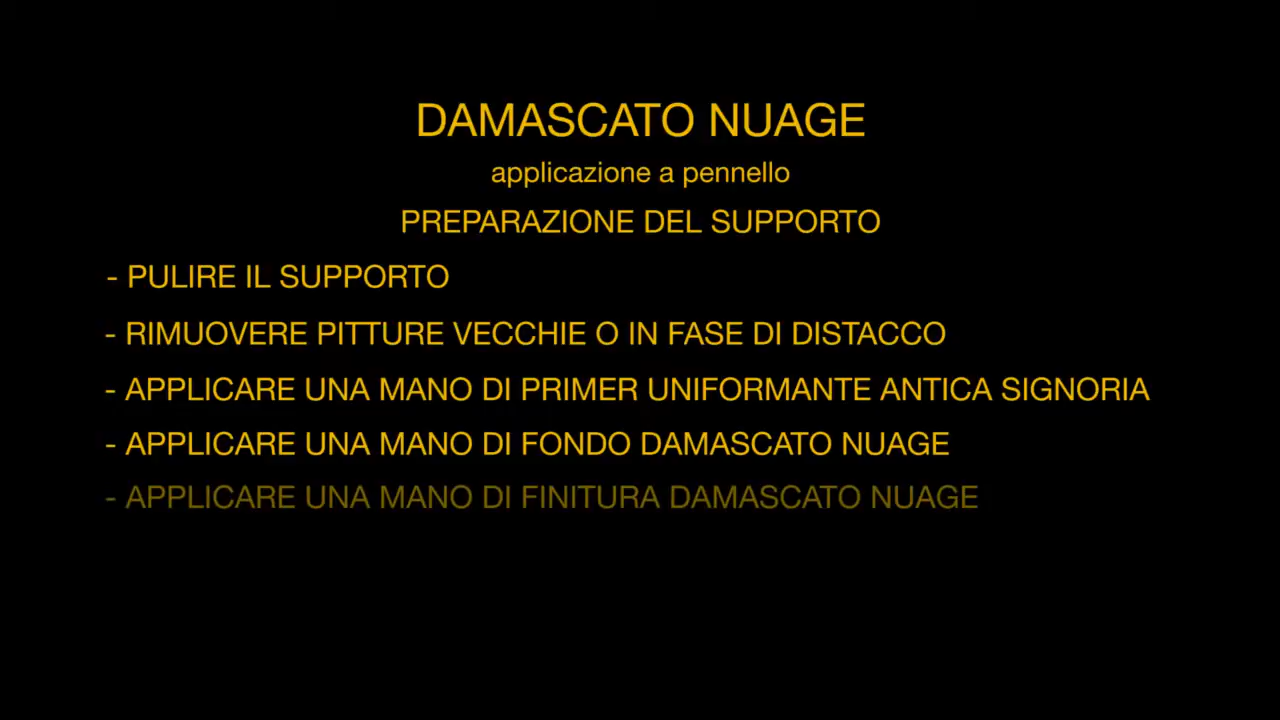 DAMASCATO NUAGE
applicazione a pennello
PREPARAZIONE DEL SUPPORTO
- PULIRE IL SUPPORTO
- RIMUOVERE PITTURE VECCHIE O IN FASE DI DISTACCO
- APPLICARE UNA MANO DI PRIMER UNIFORMANTE ANTICA SIGNORIA
- APPLICARE UNA MANO DI FONDO DAMASCATO NUAGE
- APPLICARE UNA MANO DI FINITURA DAMASCATO NUAGE